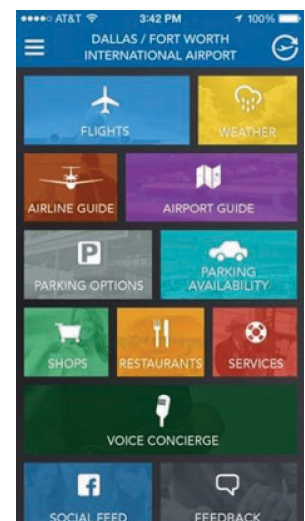 AT&T 3:42 PM 100%
DALLAS / FORT WORTH
INTERNATIONAL AIRPORT
FLIGHTS WEATHER
AIRLINE GUIDE AIRPORT GUIDE
P
PARKING OPTIONS PARKING
AVAILABILITY
SHOPS RESTAURANTS SERVICES
VOICE CONCIERGE
f
SOCIAL FEED FEEDBACK